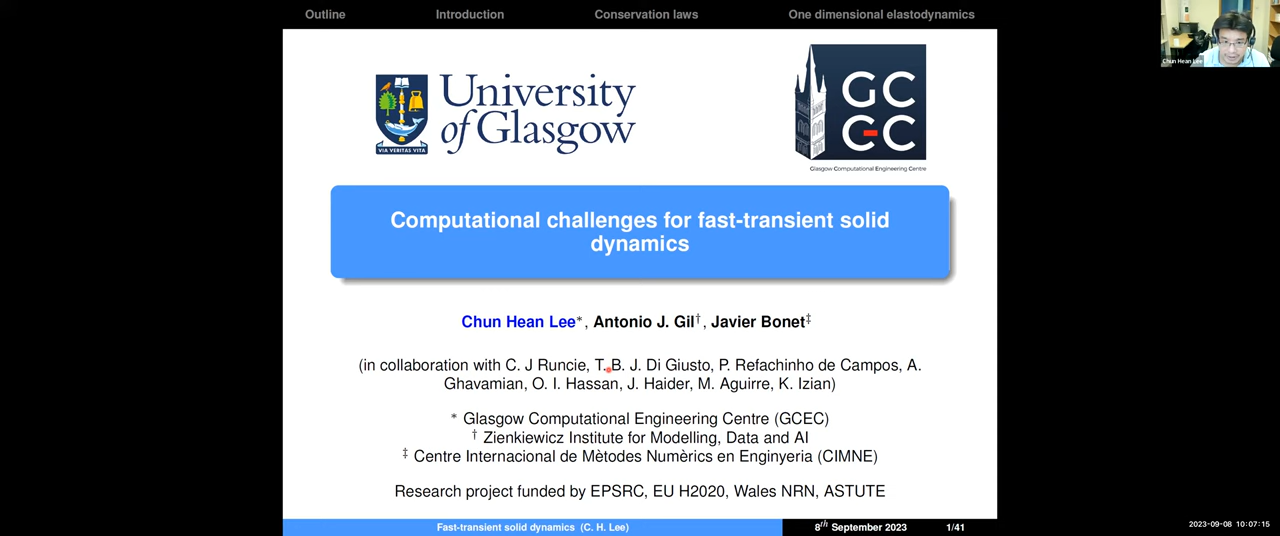 Outline Introduction Conservation laws One dimensional elastodynamics
University
of Glasgow
VIA VERITAS VITA
GC
EC
Glasgow Computational Engineering Centre
Chun Hean Lee
Computational challenges for fast-transient solid
dynamics
Chun Hean Lee*, Antonio J. Gil†, Javier Bonet‡
(in collaboration with C. J Runcie, T. B. J. Di Giusto, P. Refachinho de Campos, A.
Ghavamian, O. I. Hassan, J. Haider, M. Aguirre, K. Izian)
* Glasgow Computational Engineering Centre (GCEC)
† Zienkiewicz Institute for Modelling, Data and AI
‡ Centre Internacional de Mètodes Numèrics en Enginyeria (CIMNE)
Research project funded by EPSRC, EU H2020, Wales NRN, ASTUTE
Fast-transient solid dynamics (C. H. Lee) 8th September 2023 1/41
2023-09-08 10:07:15